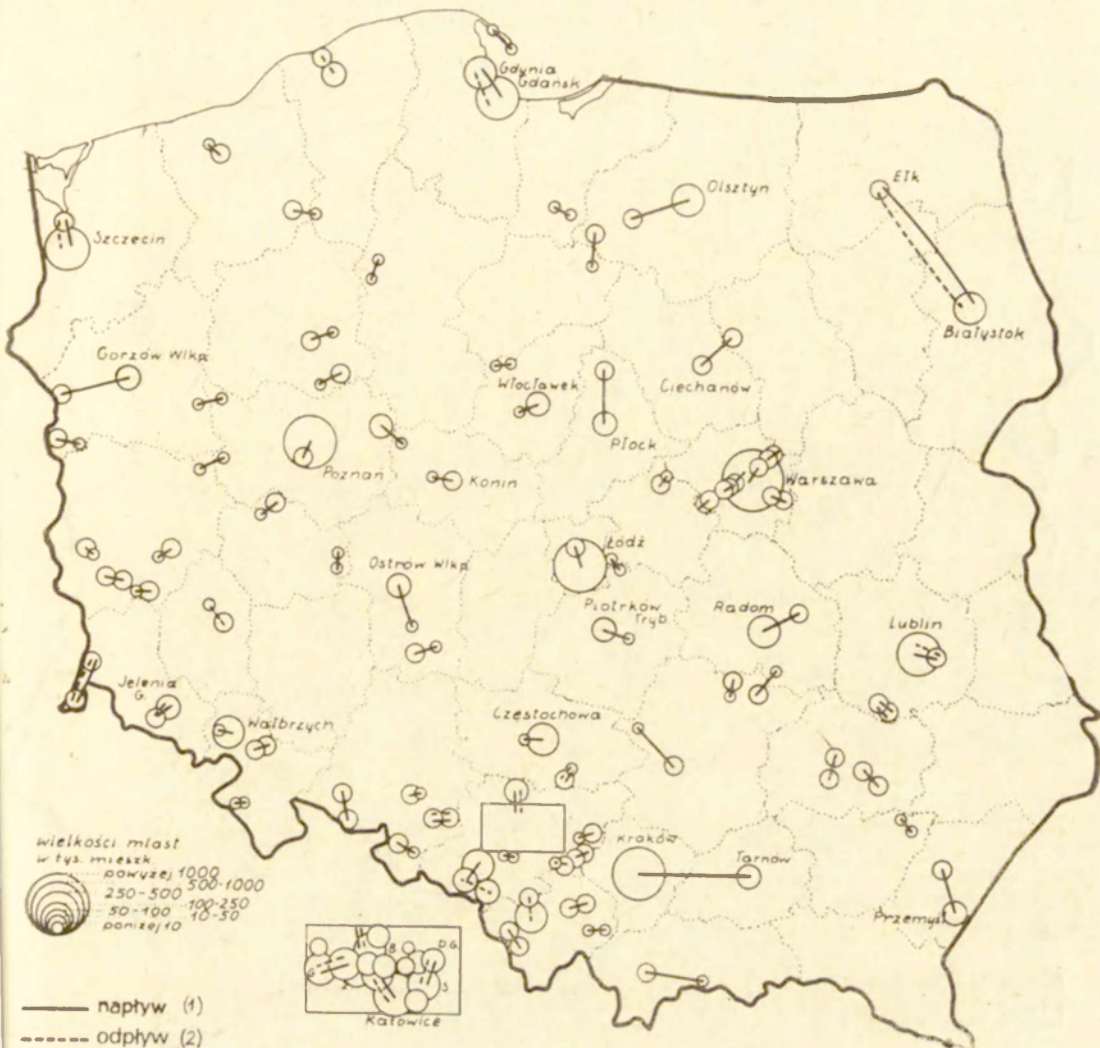 Gdynia
Gdańsk
Ełk
Olsztyn
Szczecin
Białystok
Gorzów Wlkp.
Włocławek
Ciechanów
Płock
Poznań
Konin
Warszawa
Łódź
Ostrów Wlkp.
Piotrków
Tryb.
Radom
Lublin
Jelenia
G.
Wałbrzych
Częstochowa
Kraków
Tarnów
Przemyśl
wielkości miast
w tys. mieszk.
powyżej 1000
500-1000
250-500
100-250
50-100
10-50
poniżej 10
B.
D.G.
S
Katowice
napływ (1)
odpływ (2)